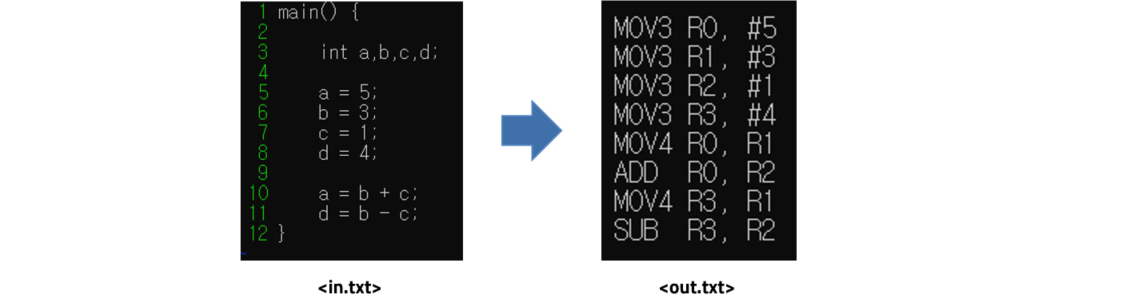 1 main() {
2
3 int a,b,c,d;
4
5 a = 5;
6 b = 3;
7 c = 1;
8 d = 4;
9
10 a = b + c;
11 d = b - c;
12 }
<in.txt>
MOV3 R0, #5
MOV3 R1, #3
MOV3 R2, #1
MOV3 R3, #4
MOV4 R0, R1
ADD R0, R2
MOV4 R3, R1
SUB R3, R2
<out.txt>